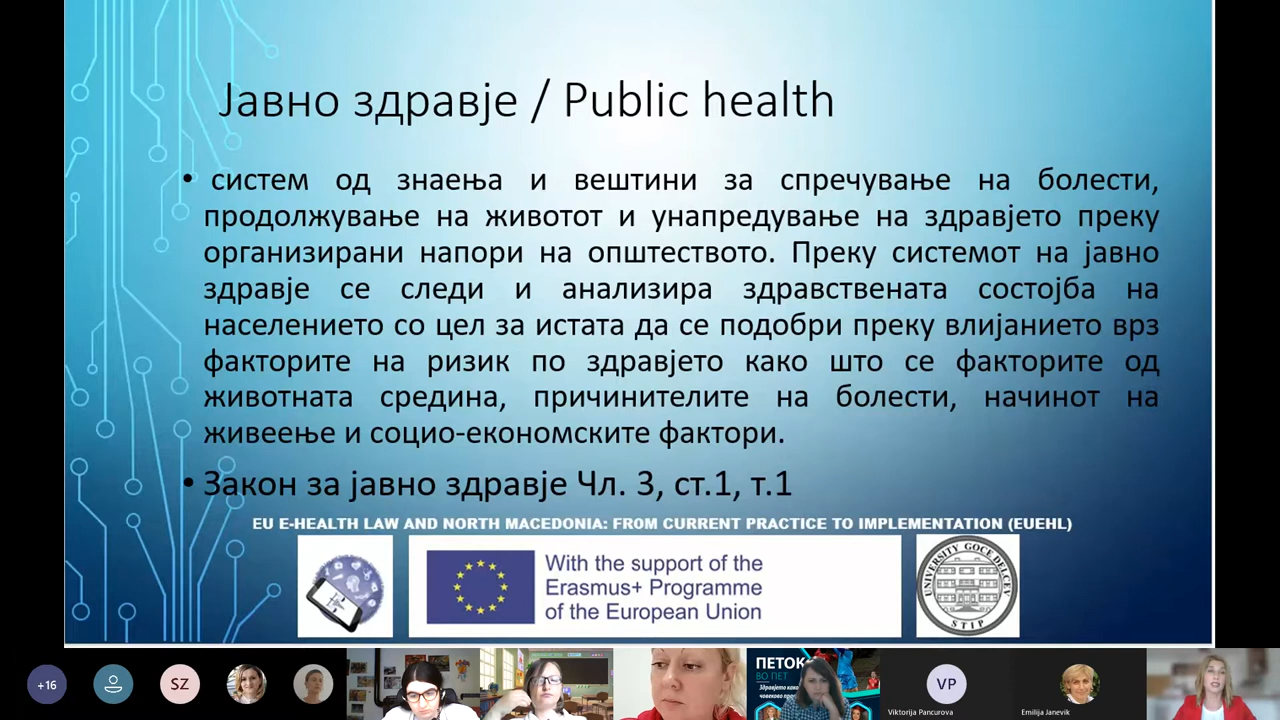 Јавно здравје / Public health
• систем од знаења и вештини за спречување на болести,
продолжување на животот и унапредување на здравјето преку
организирани напори на општеството. Преку системот на јавно
здравје се следи и анализира здравствената состојба на
населението со цел за истата да се подобри преку влијанието врз
факторите на ризик по здравјето како што се факторите од
животната средина, причинителите на болести, начинот на
живеење и социо-економските фактори.
• Закон за јавно здравје Чл. 3, ст.1, т.1
EU E-HEALTH LAW AND NORTH MACEDONIA: FROM CURRENT PRACTICE TO IMPLEMENTATION (EUEHL)
With the support of the
Erasmus+ Programme
of the European Union
UNIVERSITY GOCE DELCEV
STIP
+16
SZ
ПЕТОК
ВО ПЕТ
Здравјето како
VP
Viktorija Pancurova
Emilija Janevik